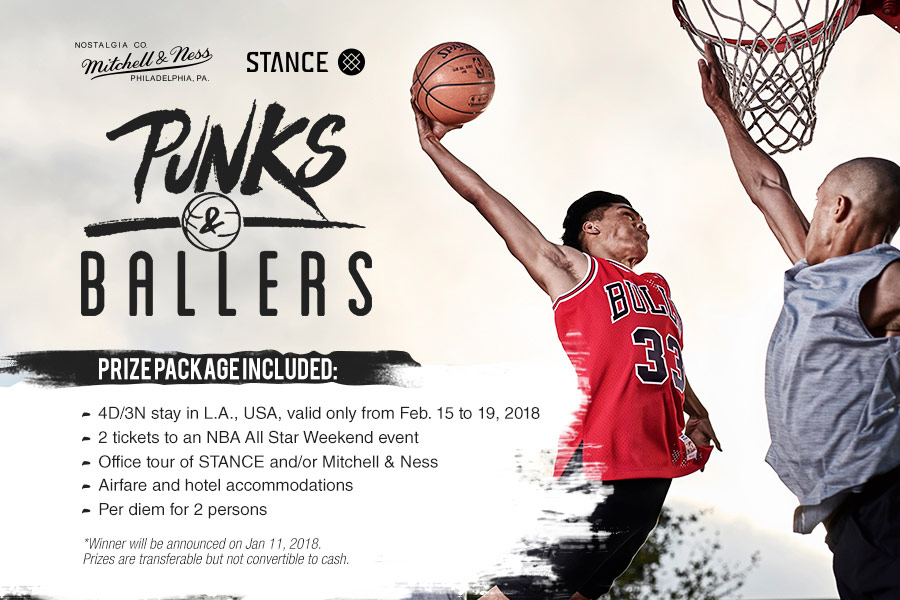 NOSTALGIA CO.
Mitchell & Ness
PHILADELPHIA, PA.
STANCE
PUNKS
&
BALLERS
PRIZE PACKAGE INCLUDED:
4D/3N stay in L.A., USA, valid only from Feb. 15 to 19, 2018
2 tickets to an NBA All Star Weekend event
Office tour of STANCE and/or Mitchell & Ness
Airfare and hotel accommodations
Per diem for 2 persons
*Winner will be announced on Jan 11, 2018.
Prizes are transferable but not convertible to cash.
SPALDING
BULLS
33